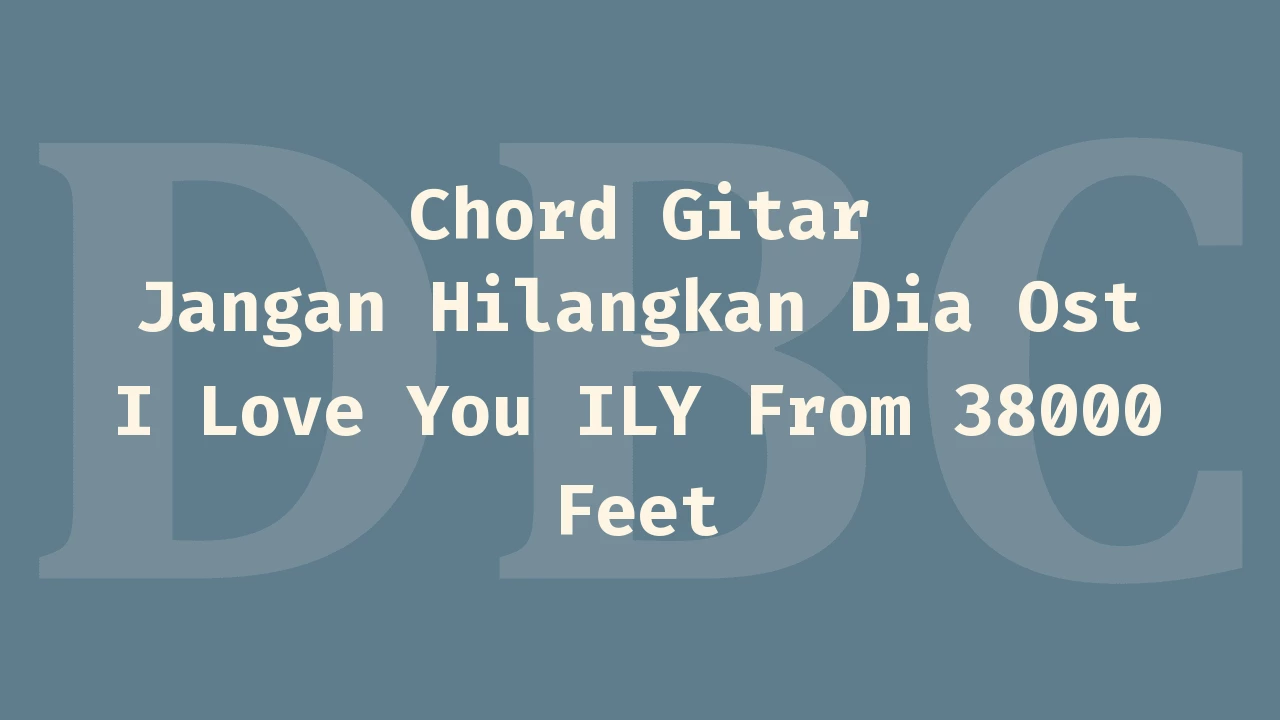 DBC
Chord Gitar
Jangan Hilangkan Dia Ost
I Love You ILY From 38000
Feet